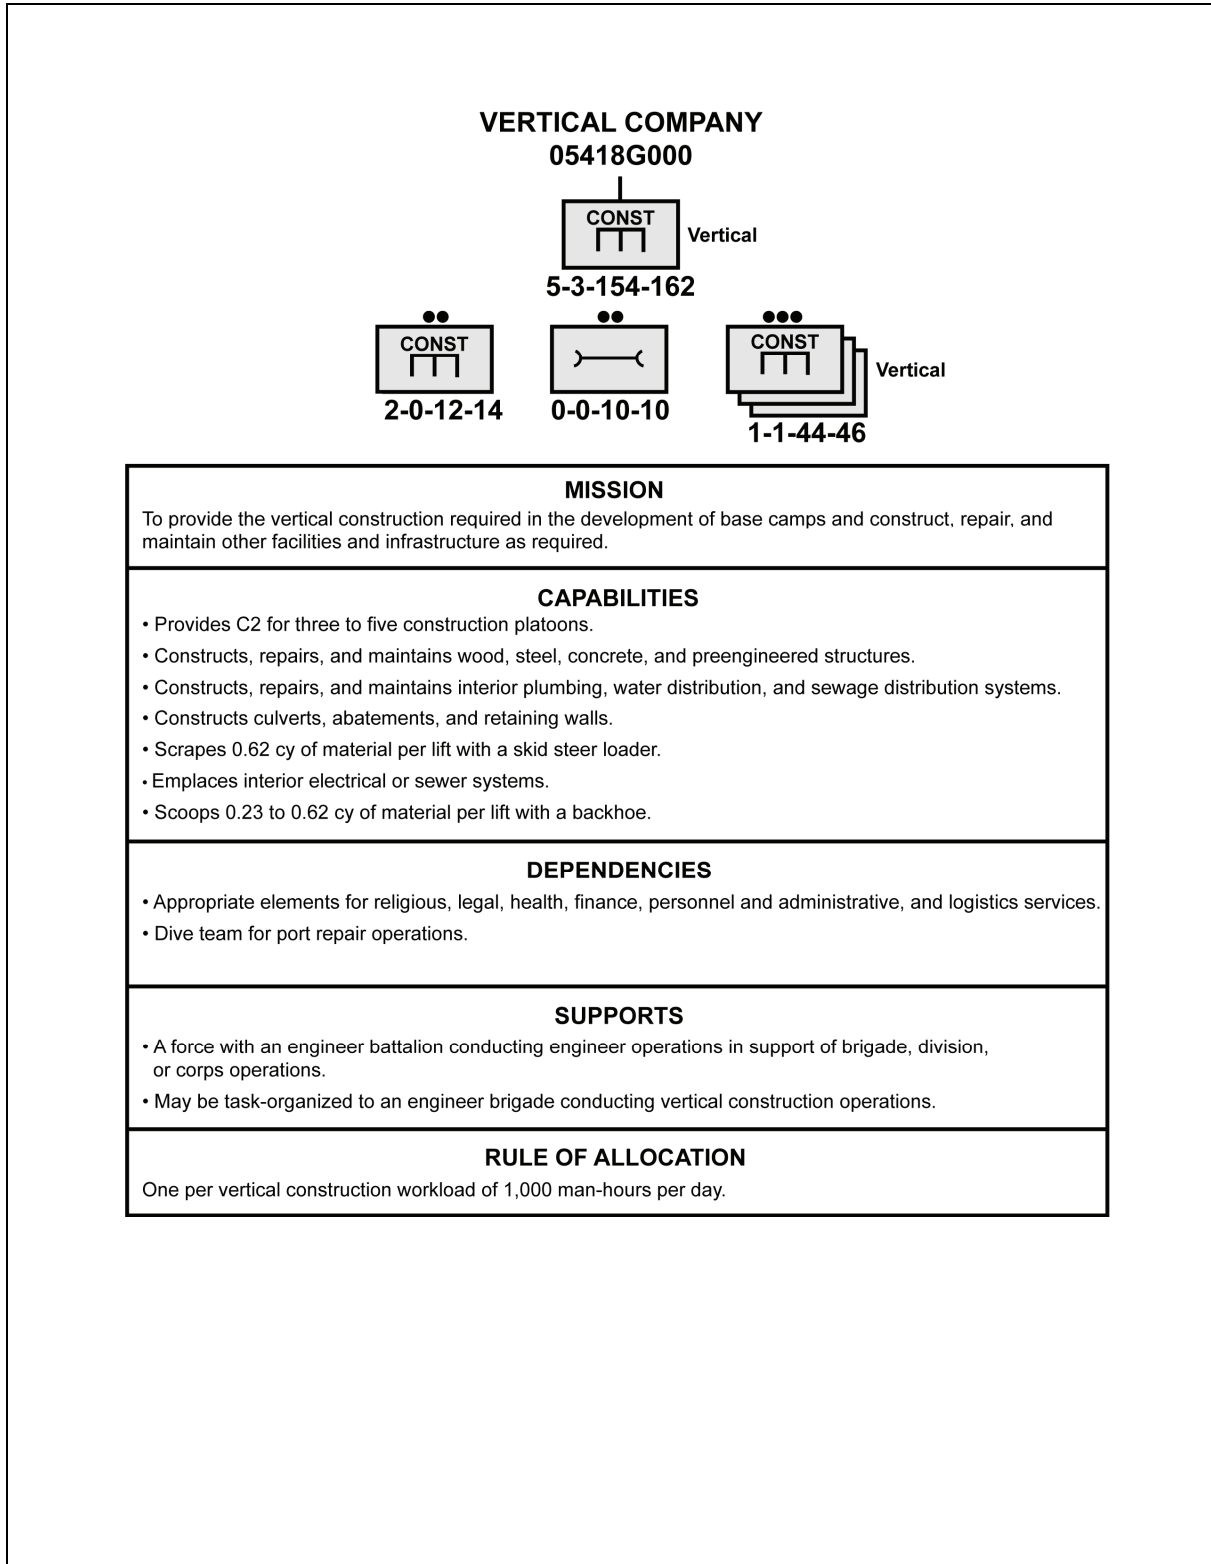 VERTICAL COMPANY
05418G000
CONST
Vertical
5-3-154-162
CONST
2-0-12-14
0-0-10-10
CONST
Vertical
1-1-44-46
MISSION
To provide the vertical construction required in the development of base camps and construct, repair, and
maintain other facilities and infrastructure as required.
CAPABILITIES
• Provides C2 for three to five construction platoons.
• Constructs, repairs, and maintains wood, steel, concrete, and preengineered structures.
• Constructs, repairs, and maintains interior plumbing, water distribution, and sewage distribution systems.
• Constructs culverts, abatements, and retaining walls.
• Scrapes 0.62 cy of material per lift with a skid steer loader.
• Emplaces interior electrical or sewer systems.
• Scoops 0.23 to 0.62 cy of material per lift with a backhoe.
DEPENDENCIES
• Appropriate elements for religious, legal, health, finance, personnel and administrative, and logistics services.
• Dive team for port repair operations.
SUPPORTS
• A force with an engineer battalion conducting engineer operations in support of brigade, division,
or corps operations.
• May be task-organized to an engineer brigade conducting vertical construction operations.
RULE OF ALLOCATION
One per vertical construction workload of 1,000 man-hours per day.